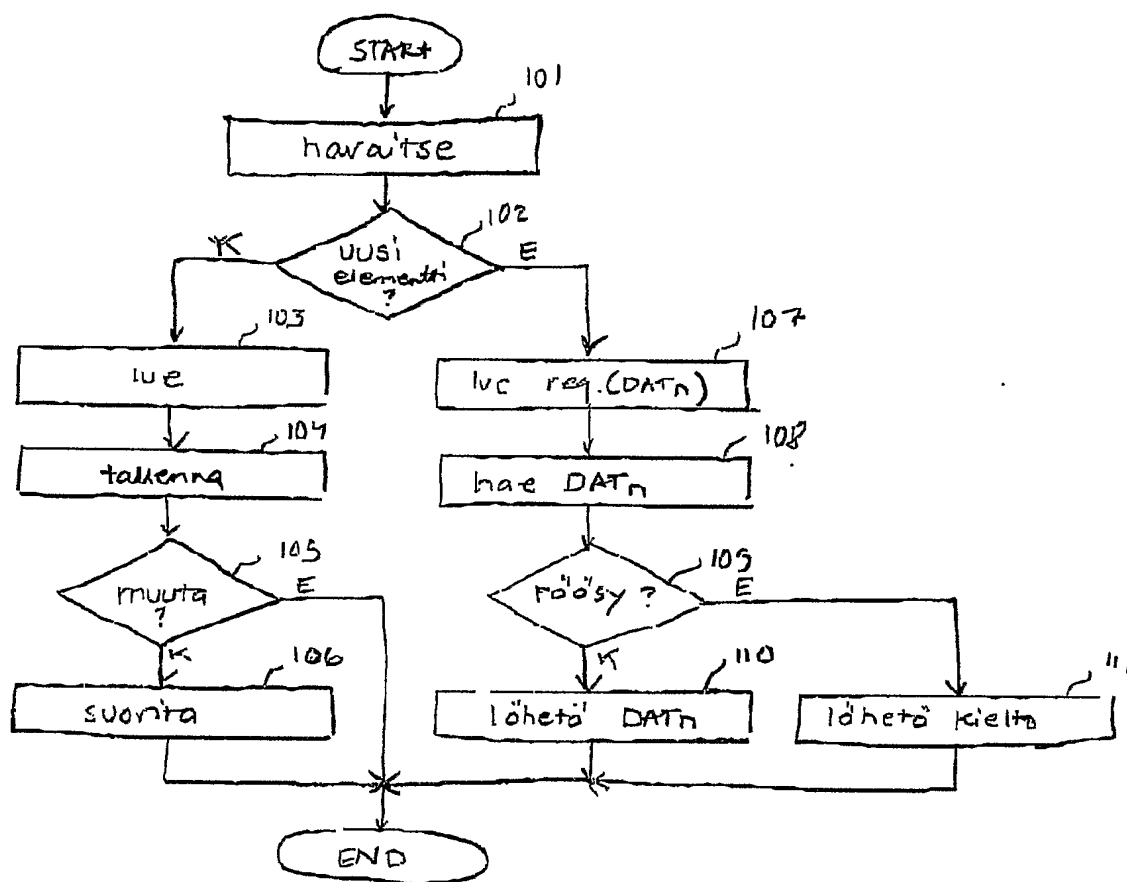 START
101
havaitse
102
K
uusi
elementti
?
E
103
lue
107
lue req.(DATn)
104
tallenna
108
hae DATn
105
muuta
?
E
K
109
pääsy ?
E
K
106
suorita
110
lähetä DATn
lähetä kielto
END